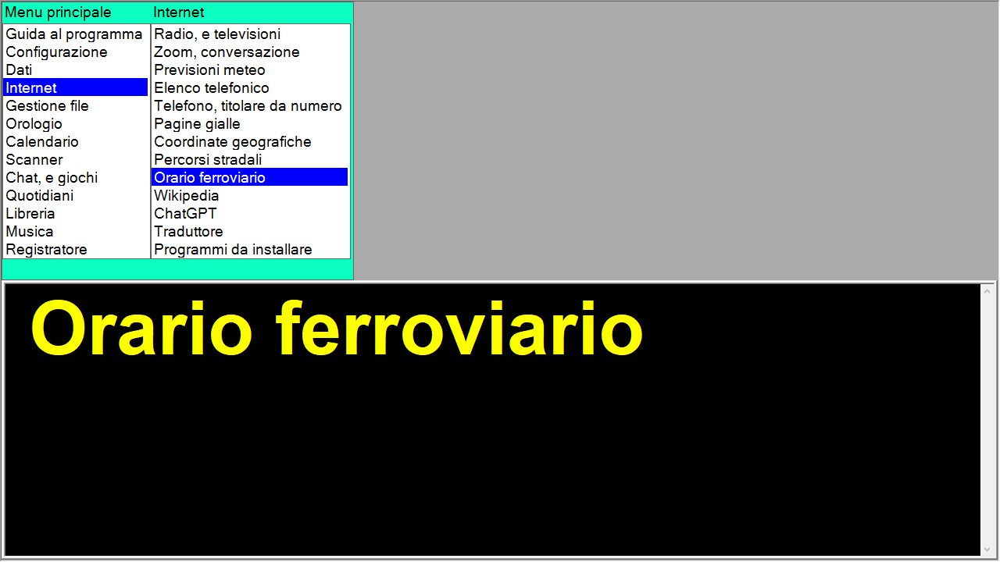 Menu principale
Guida al programma
Configurazione
Dati
Internet
Gestione file
Orologio
Calendario
Scanner
Chat, e giochi
Quotidiani
Libreria
Musica
Registratore
Internet
Radio, e televisioni
Zoom, conversazione
Previsioni meteo
Elenco telefonico
Telefono, titolare da numero
Pagine gialle
Coordinate geografiche
Percorsi stradali
Orario ferroviario
Wikipedia
ChatGPT
Traduttore
Programmi da installare
Orario ferroviario